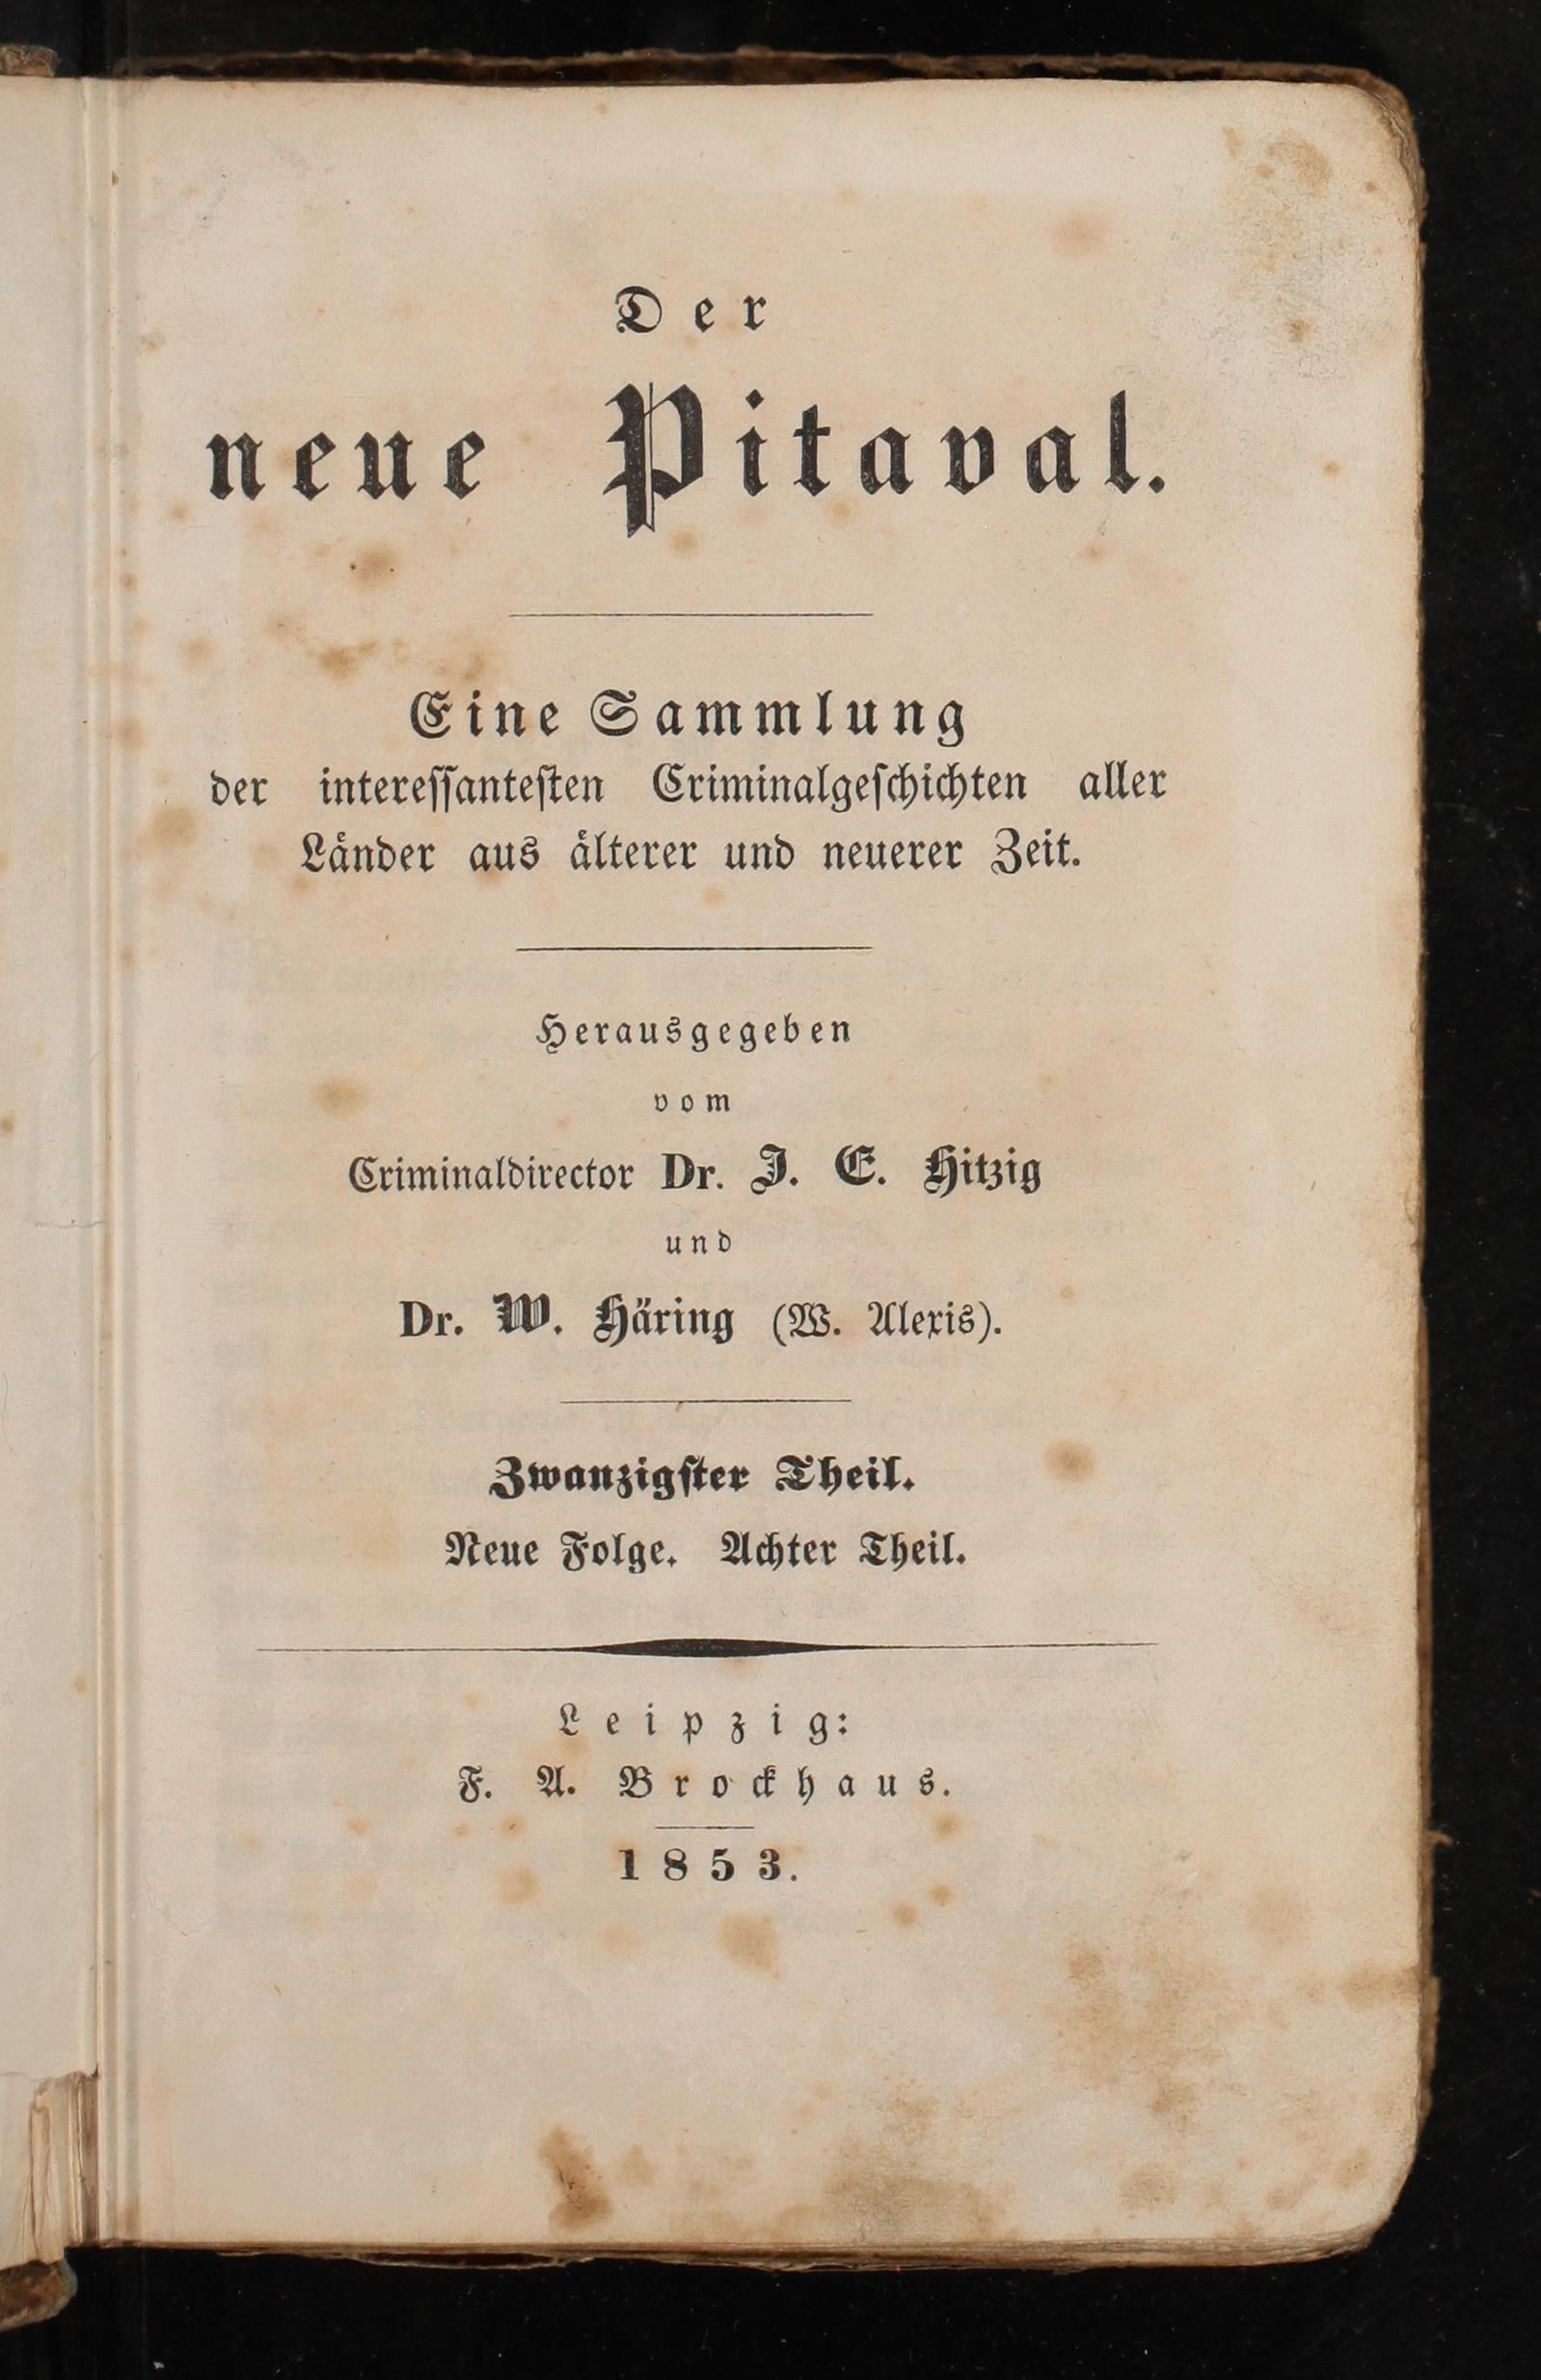 Der
neue Pitaval.
Eine Sammlung
der intereſſanteſten Criminalgeſchichten aller
Länder aus älterer und neuerer Zeit.
Herausgegeben
vom
Criminaldirector Dr. J. E. Hitzig
und
Dr. W. Häring (W. Alexis).
Zwanzigſter Theil.
Neue Folge. Achter Theil.
Leipzig:
F. A. Brockhaus.
1853.